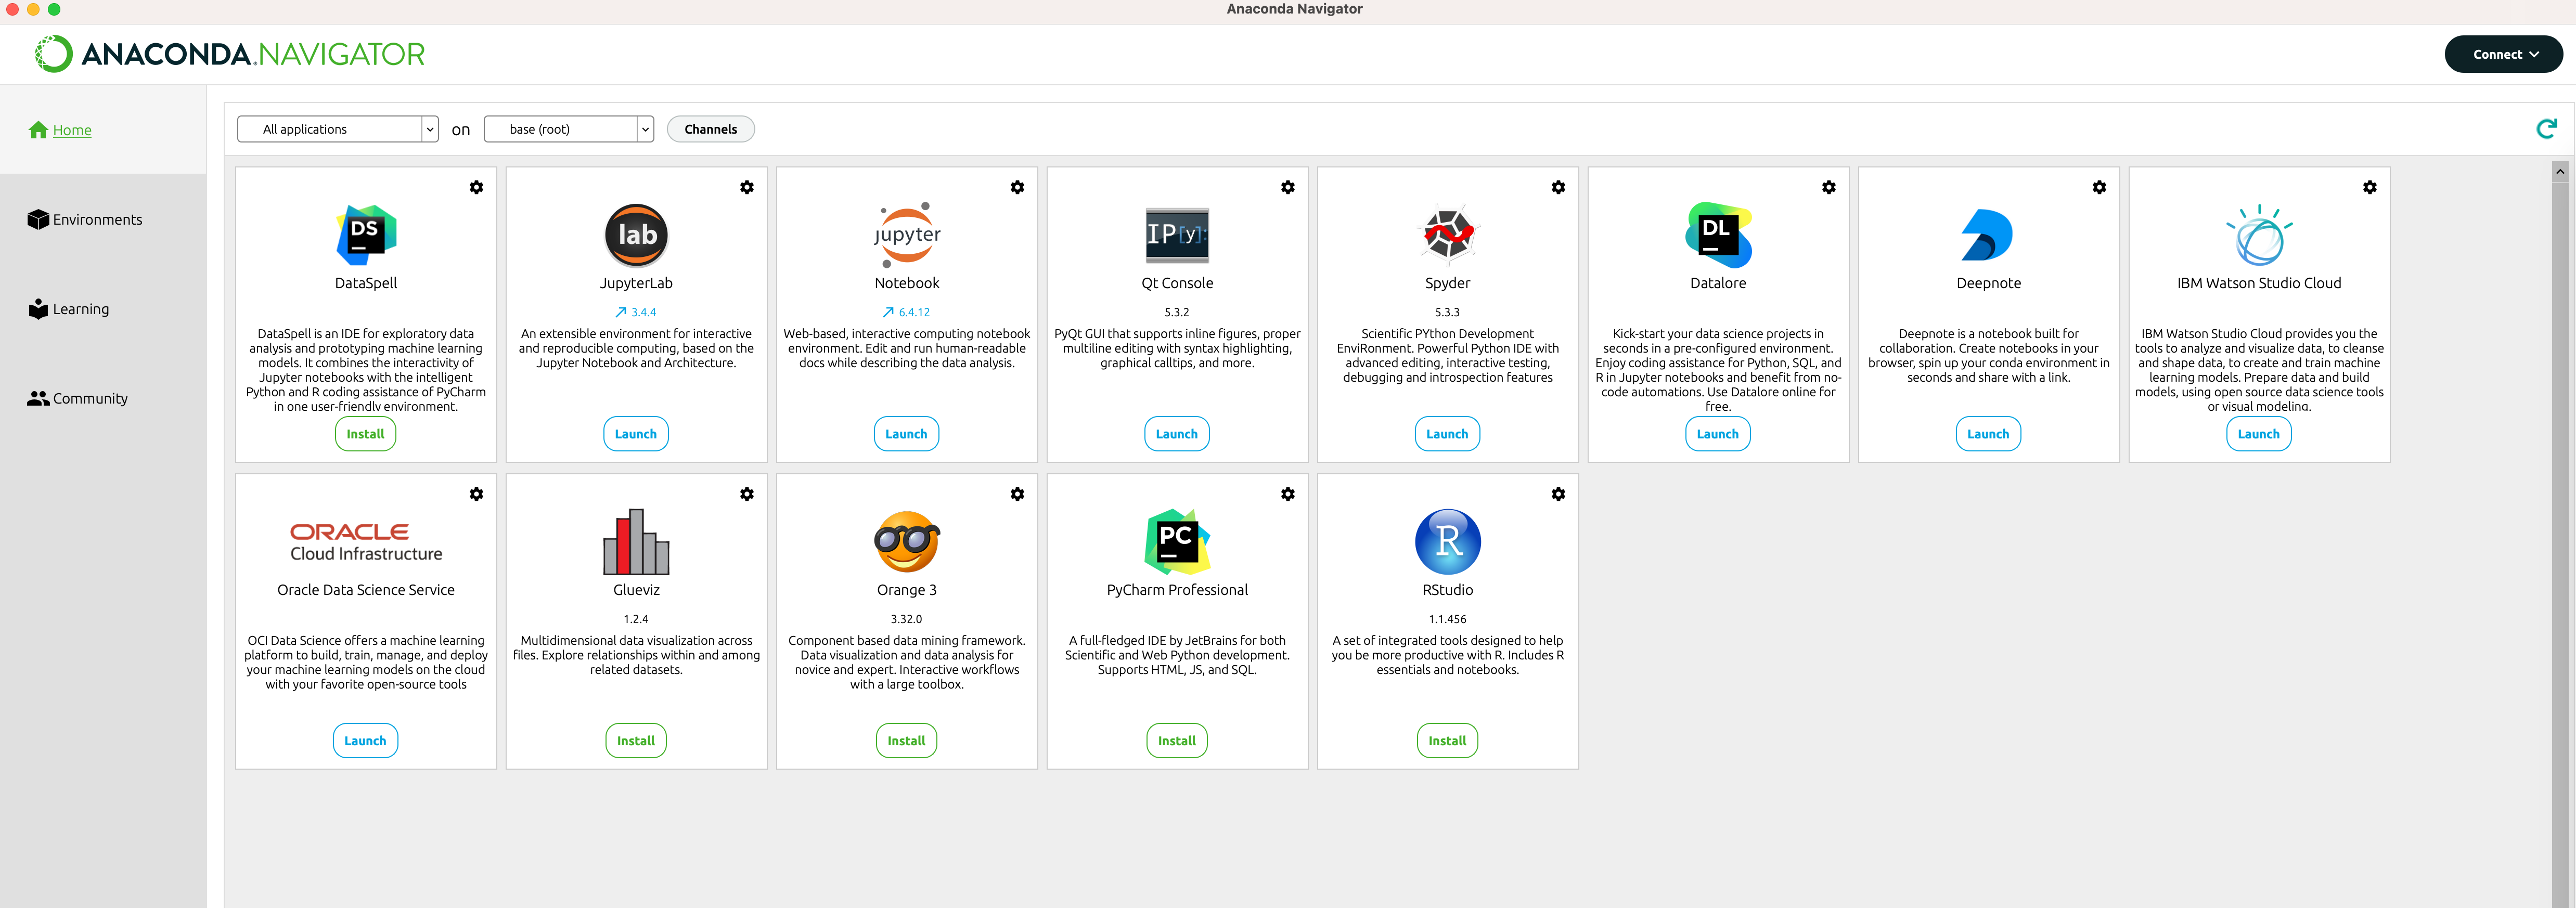 Anaconda Navigator
ANACONDA.NAVIGATOR
Connect
Home
Environments
Learning
Community
All applications
on
base (root)
Channels
DS
DataSpell
DataSpell is an IDE for exploratory data
analysis and prototyping machine learning
models. It combines the interactivity of
Jupyter notebooks with the intelligent
Python and R coding assistance of PyCharm
in one user-friendly environment.
Install
lab
JupyterLab
3.4.4
An extensible environment for interactive
and reproducible computing, based on the
Jupyter Notebook and Architecture.
Launch
jupyter
Notebook
6.4.12
Web-based, interactive computing notebook
environment. Edit and run human-readable
docs while describing the data analysis.
Launch
IP[y]:
Qt Console
5.3.2
PyQt GUI that supports inline figures, proper
multiline editing with syntax highlighting,
graphical calltips, and more.
Launch
Spyder
5.3.3
Scientific PYthon Development
EnviRonment. Powerful Python IDE with
advanced editing, interactive testing,
debugging and introspection features
Launch
DL
Datalore
Kick-start your data science projects in
seconds in a pre-configured environment.
Enjoy coding assistance for Python, SQL, and
R in Jupyter notebooks and benefit from no-
code automations. Use Datalore online for
free.
Launch
Deepnote
Deepnote is a notebook built for
collaboration. Create notebooks in your
browser, spin up your conda environment in
seconds and share with a link.
Launch
IBM Watson Studio Cloud
IBM Watson Studio Cloud provides you the
tools to analyze and visualize data, to cleanse
and shape data, to create and train machine
learning models. Prepare data and build
models, using open source data science tools
or visual modeling.
Launch
ORACLE
Cloud Infrastructure
Oracle Data Science Service
OCI Data Science offers a machine learning
platform to build, train, manage, and deploy
your machine learning models on the cloud
with your favorite open-source tools
Launch
Glueviz
1.2.4
Multidimensional data visualization across
files. Explore relationships within and among
related datasets.
Install
Orange 3
3.32.0
Component based data mining framework.
Data visualization and data analysis for
novice and expert. Interactive workflows
with a large toolbox.
Install
PC
PyCharm Professional
A full-fledged IDE by JetBrains for both
Scientific and Web Python development.
Supports HTML, JS, and SQL.
Install
R
RStudio
1.1.456
A set of integrated tools designed to help
you be more productive with R. Includes R
essentials and notebooks.
Install